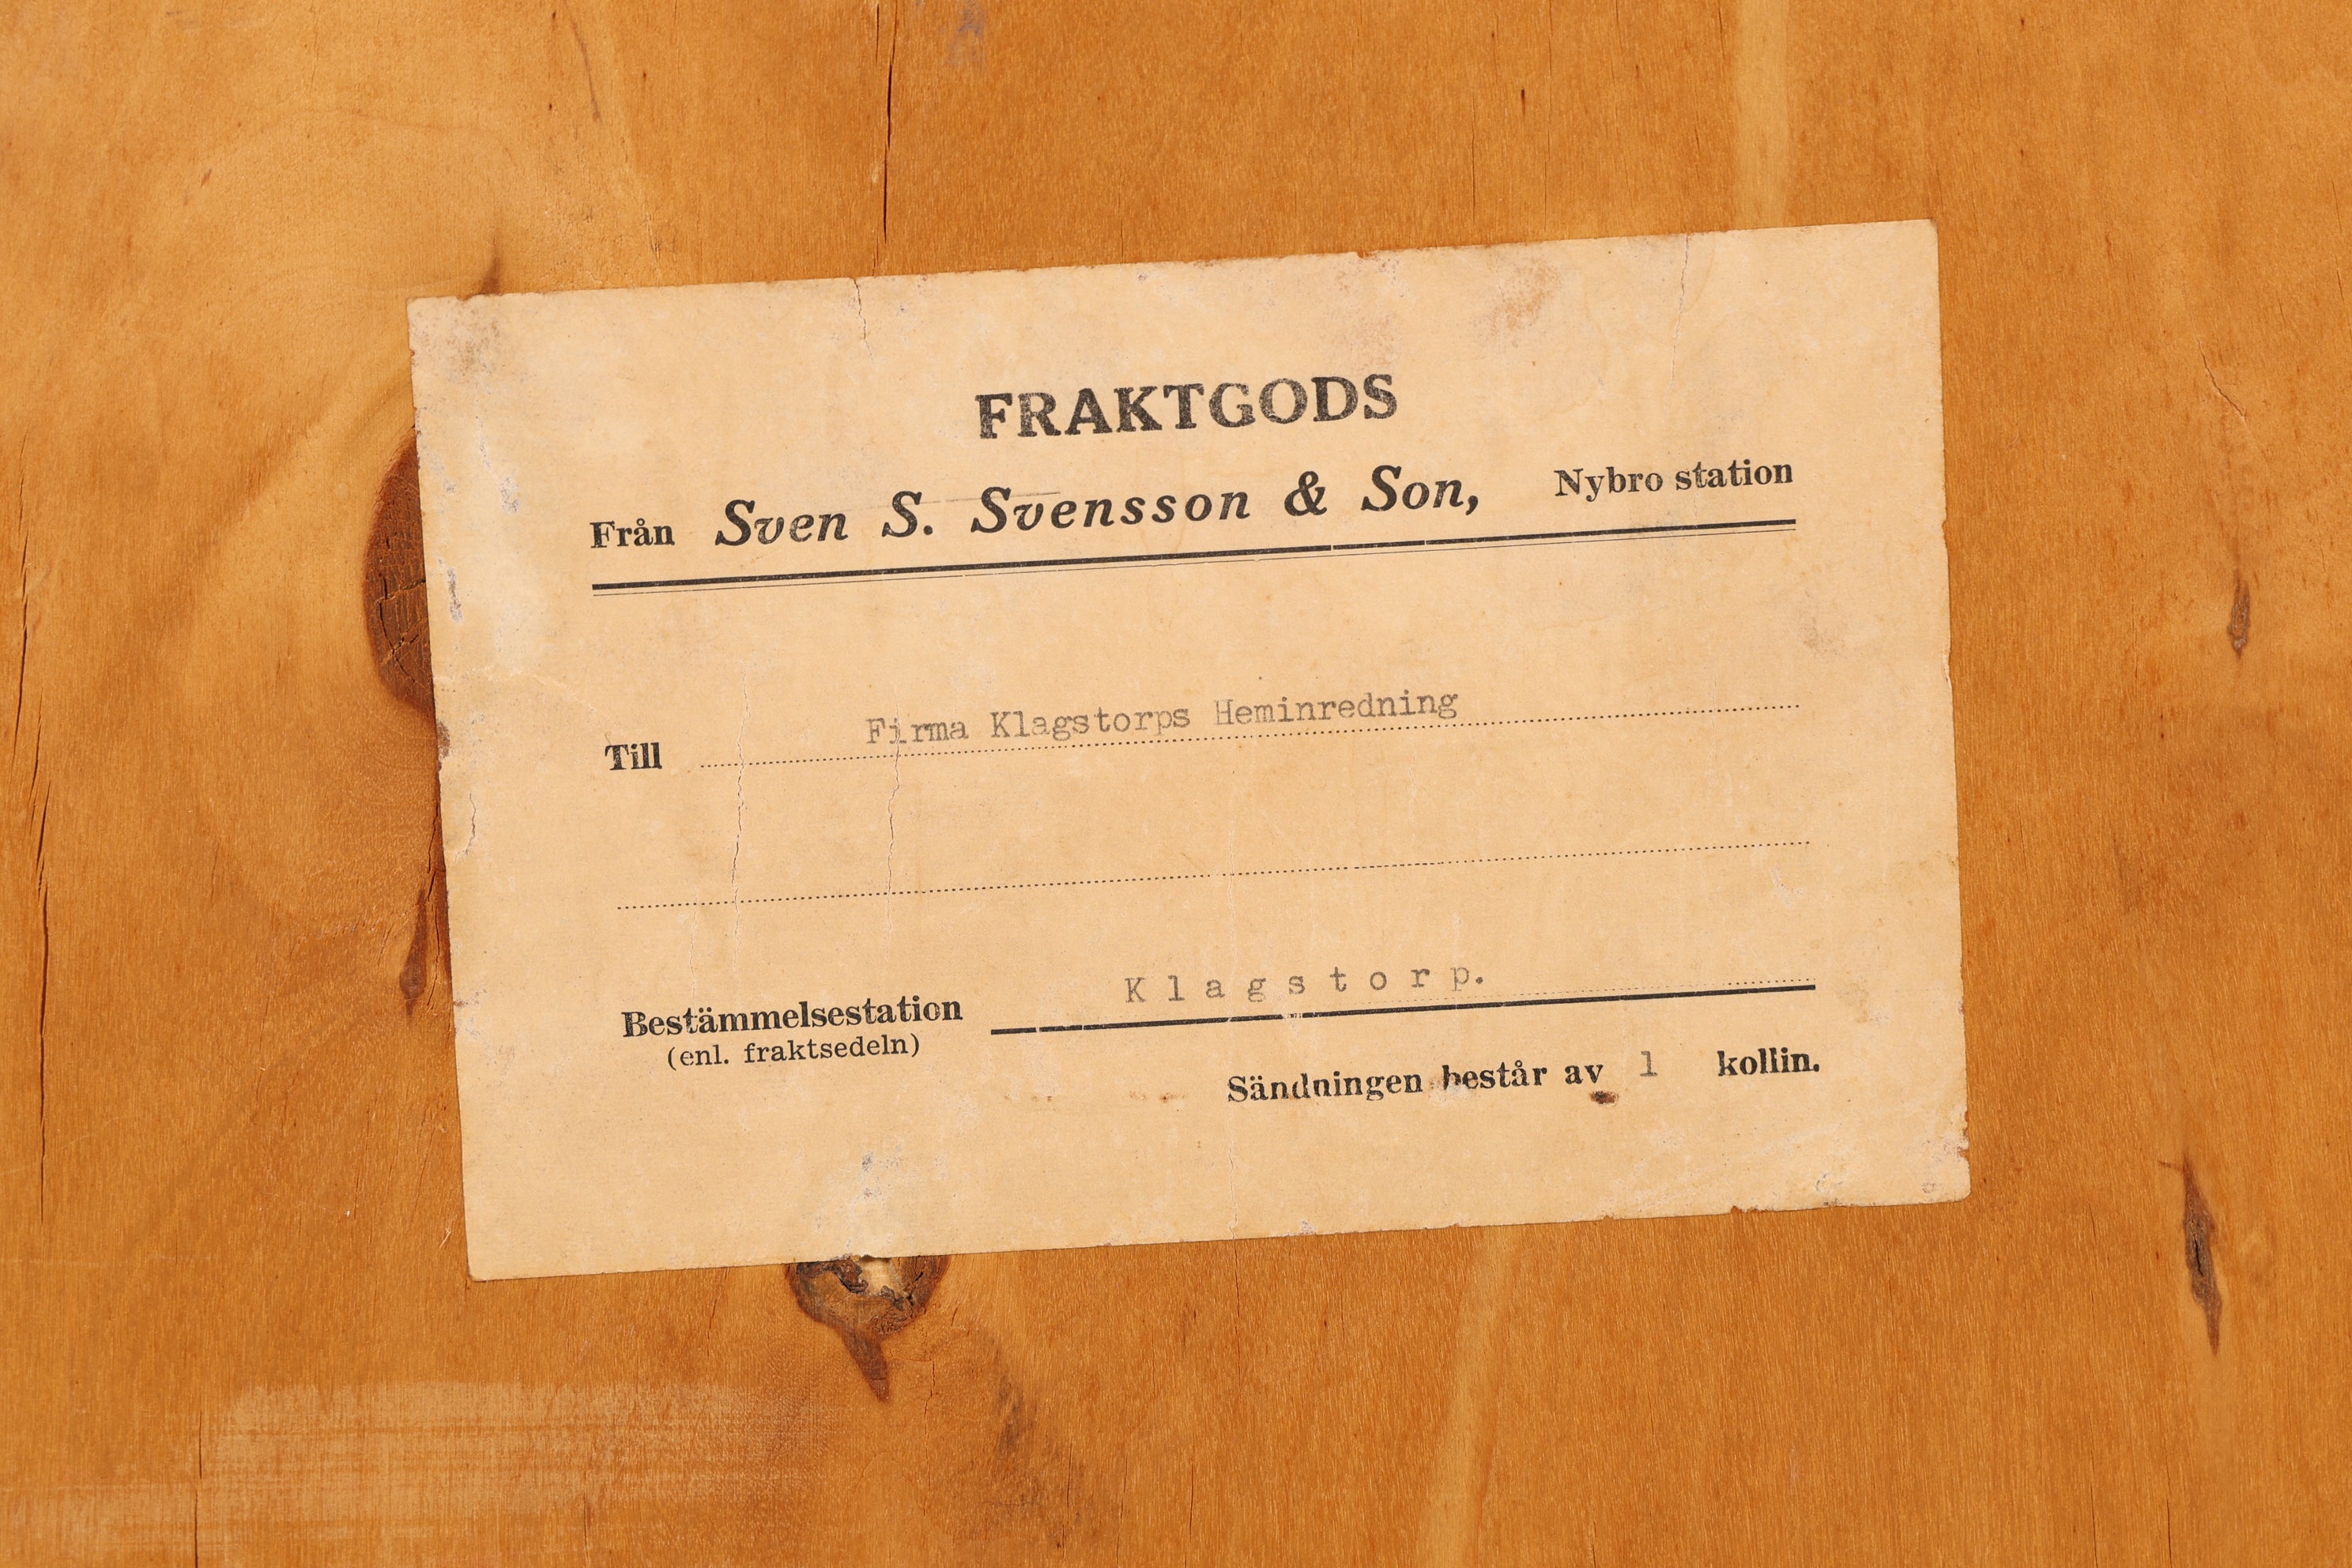 FRAKTGODS
Från Sven S. Svensson & Son, Nybro station
Till Firma Klagstorps Heminredning
Bestämmelsestation Klagstorp.
(enl. fraktsedeln)
Sändningen består av 1 kollin.